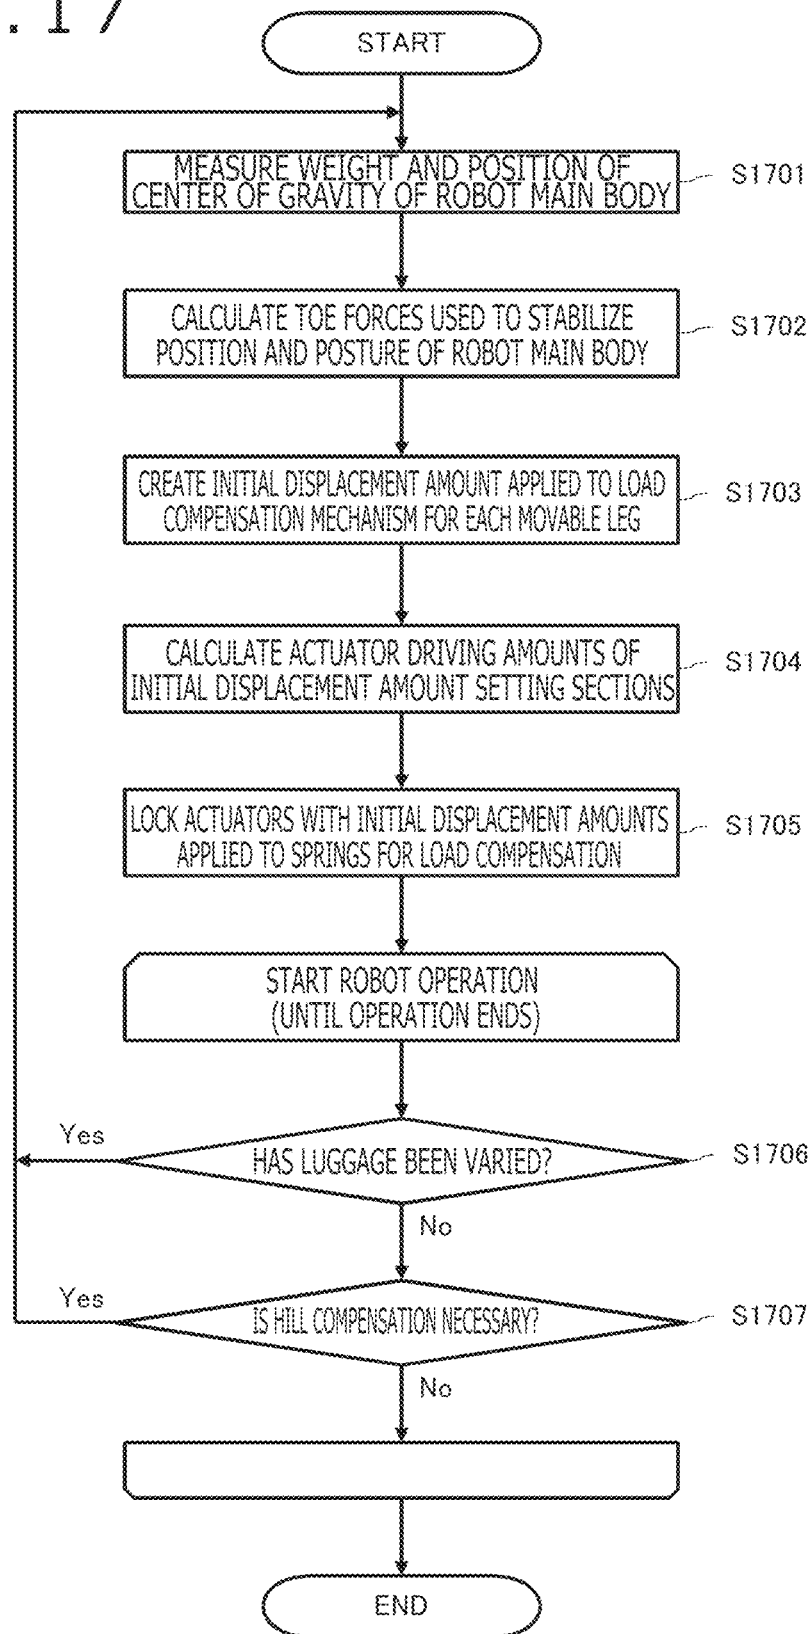 .17
START
MEASURE WEIGHT AND POSITION OF
CENTER OF GRAVITY OF ROBOT MAIN BODY
S1701
CALCULATE TOE FORCES USED TO STABILIZE
POSITION AND POSTURE OF ROBOT MAIN BODY
S1702
CREATE INITIAL DISPLACEMENT AMOUNT APPLIED TO LOAD
COMPENSATION MECHANISM FOR EACH MOVABLE LEG
S1703
CALCULATE ACTUATOR DRIVING AMOUNTS OF
INITIAL DISPLACEMENT AMOUNT SETTING SECTIONS
S1704
LOCK ACTUATORS WITH INITIAL DISPLACEMENT AMOUNTS
APPLIED TO SPRINGS FOR LOAD COMPENSATION
S1705
START ROBOT OPERATION
(UNTIL OPERATION ENDS)
Yes
HAS LUGGAGE BEEN VARIED?
S1706
No
Yes
IS HILL COMPENSATION NECESSARY?
S1707
No
END